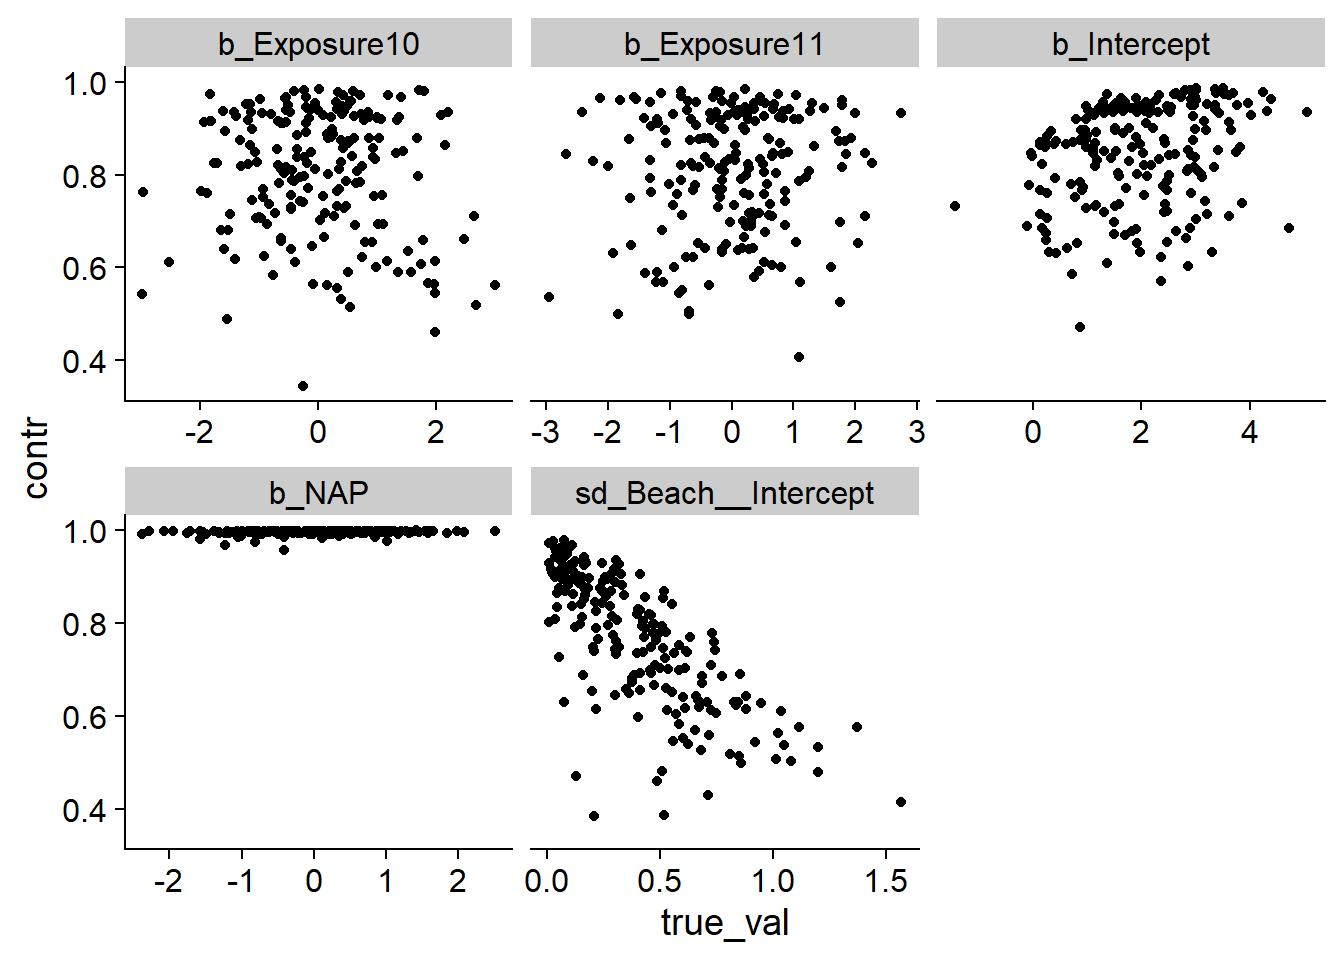 b_Exposure10 b_Exposure11 b_Intercept
1.0
0.8
0.6
0.4
-2 0 2 -3 -2 -1 0 1 2 3 0 2 4
contr
b_NAP sd_Beach__Intercept
1.0
0.8
0.6
0.4
-2 -1 0 1 2 0.0 0.5 1.0 1.5
true_val